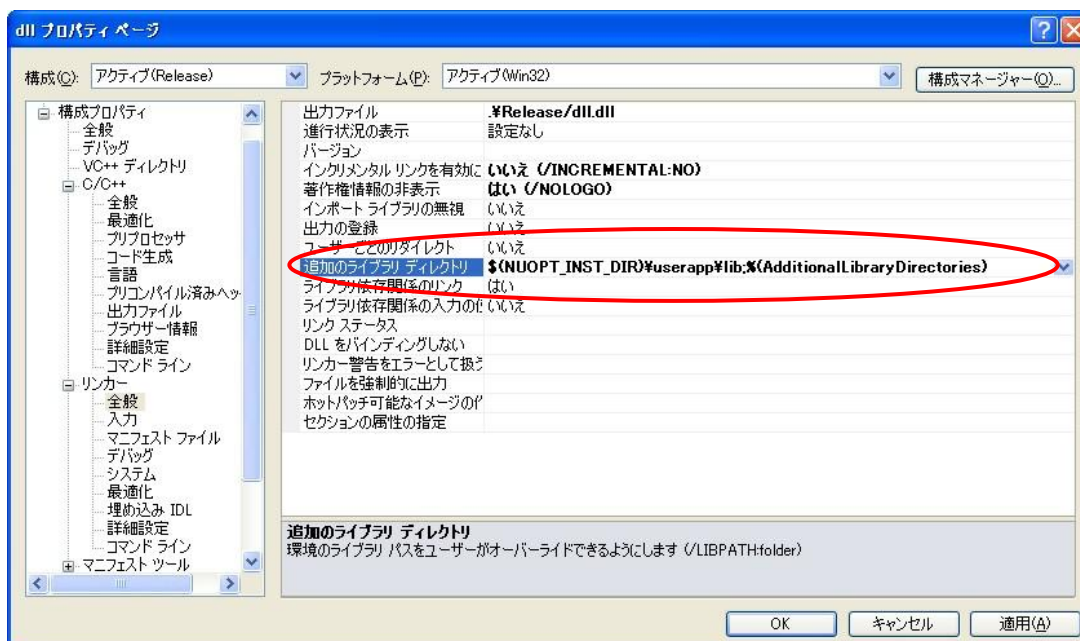 dll プロパティ ページ
構成(C): アクティブ(Release) プラットフォーム(P): アクティブ(Win32) 構成マネージャー(O)...
構成プロパティ
全般
デバッグ
VC++ ディレクトリ
C/C++
全般
最適化
プリプロセッサ
コード生成
言語
プリコンパイル済みヘッ
出力ファイル
ブラウザー情報
詳細設定
コマンド ライン
リンカー
全般
入力
マニフェスト ファイル
デバッグ
システム
最適化
埋め込み IDL
詳細設定
コマンド ライン
マニフェスト ツール
出力ファイル .¥Release/dll.dll
進行状況の表示 設定なし
バージョン
インクリメンタル リンクを有効に いいえ (/INCREMENTAL:NO)
著作権情報の非表示 はい (/NOLOGO)
インポート ライブラリの無視 いいえ
出力の登録 いいえ
ユーザーごとのリダイレクト いいえ
追加のライブラリ ディレクトリ $(NUOPT_INST_DIR)¥userapp¥lib;%(AdditionalLibraryDirectories)
ライブラリ依存関係のリンク はい
ライブラリ依存関係の入力の使 いいえ
リンク ステータス
DLL をバインディングしない
リンカー警告をエラーとして扱う
ファイルを強制的に出力
ホットパッチ可能なイメージの作
セクションの属性の指定
追加のライブラリ ディレクトリ
環境のライブラリ パスをユーザーがオーバーライドできるようにします (/LIBPATH:folder)
OK キャンセル 適用(A)